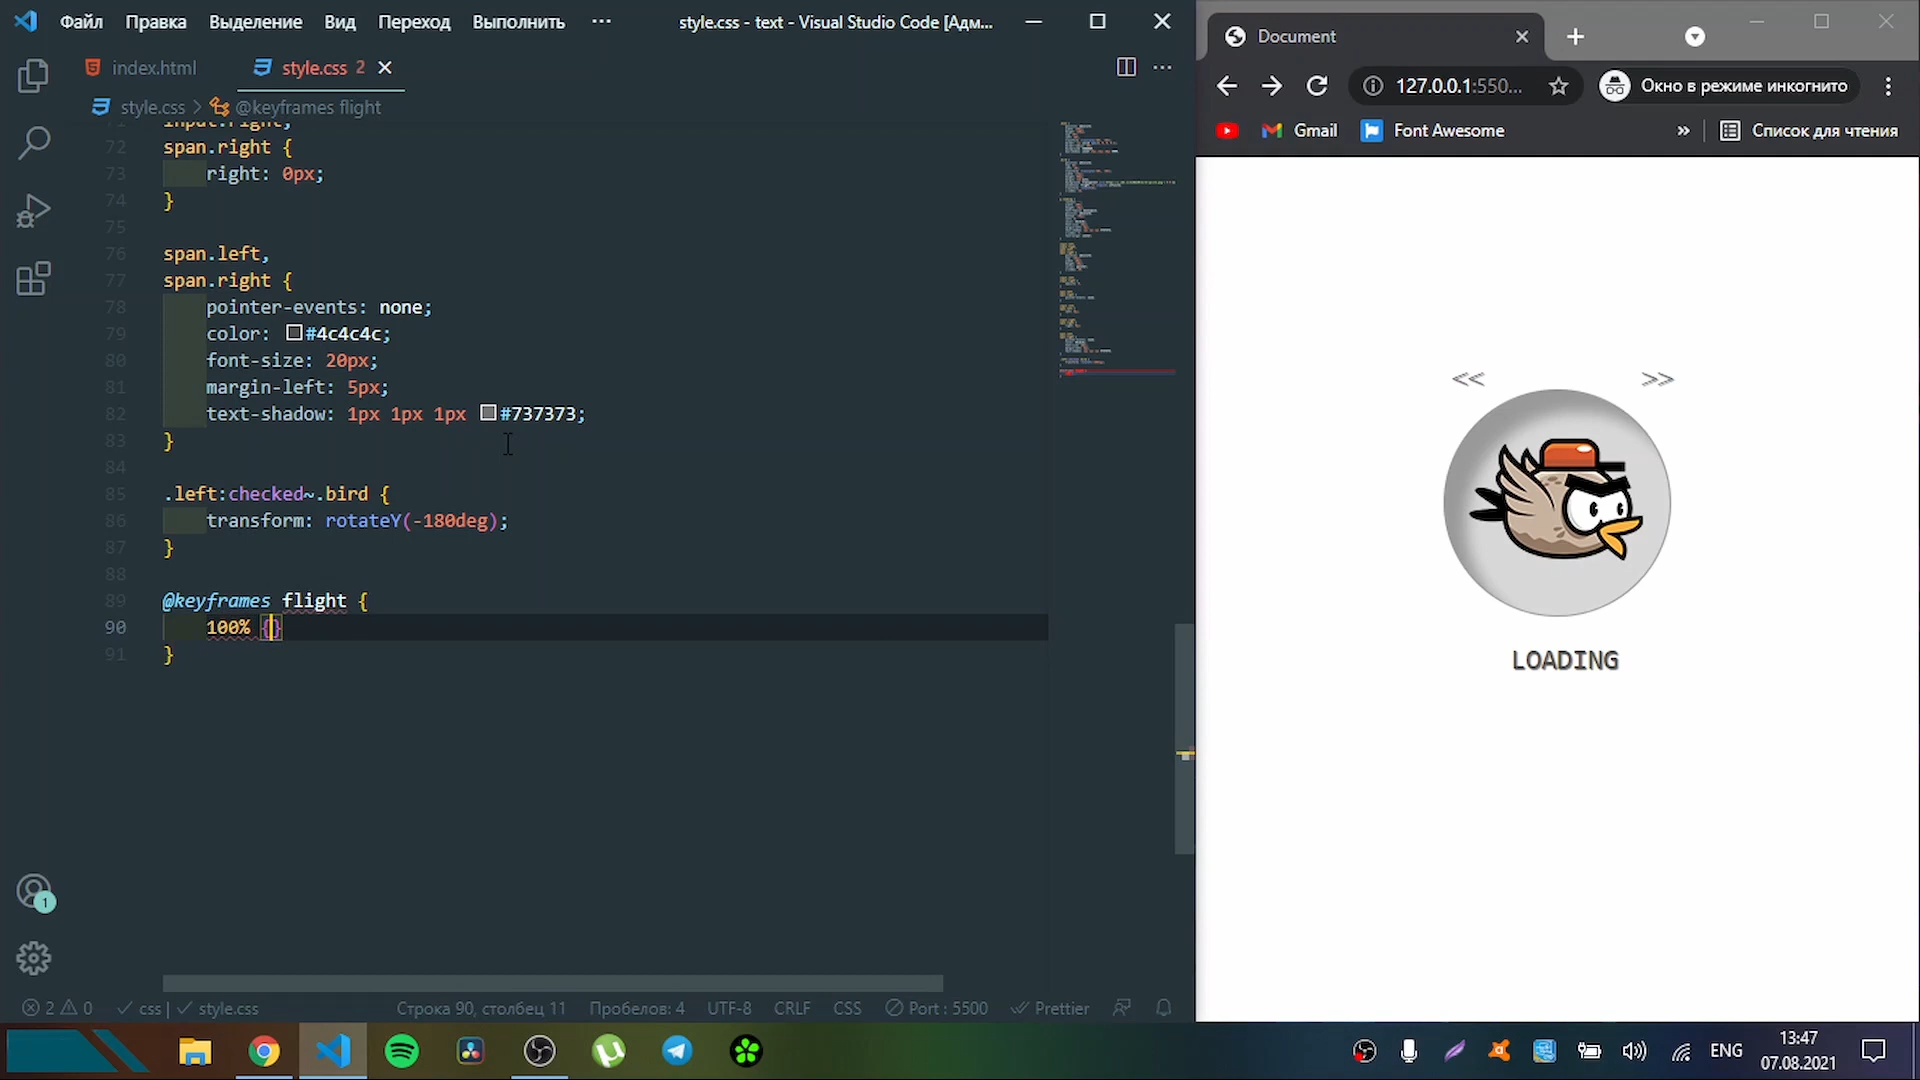 Файл Правка Выделение Вид Переход Выполнить ··· style.css - text - Visual Studio Code [Адм...
index.html style.css 2
style.css > @keyframes flight
71 input.right,
72 span.right {
73 right: 0px;
74 }
75
76 span.left,
77 span.right {
78 pointer-events: none;
79 color: #4c4c4c;
80 font-size: 20px;
81 margin-left: 5px;
82 text-shadow: 1px 1px 1px #737373;
83 }
84
85 .left:checked~.bird {
86 transform: rotateY(-180deg);
87 }
88
89 @keyframes flight {
90 100% {}
91 }
1
2 0 css | style.css Строка 90, столбец 11 Пробелов: 4 UTF-8 CRLF CSS Port : 5500 Prettier
Document
127.0.0.1:550... Окно в режиме инкогнито
Gmail Font Awesome » Список для чтения
<< >>
LOADING
ENG 13:47
07.08.2021